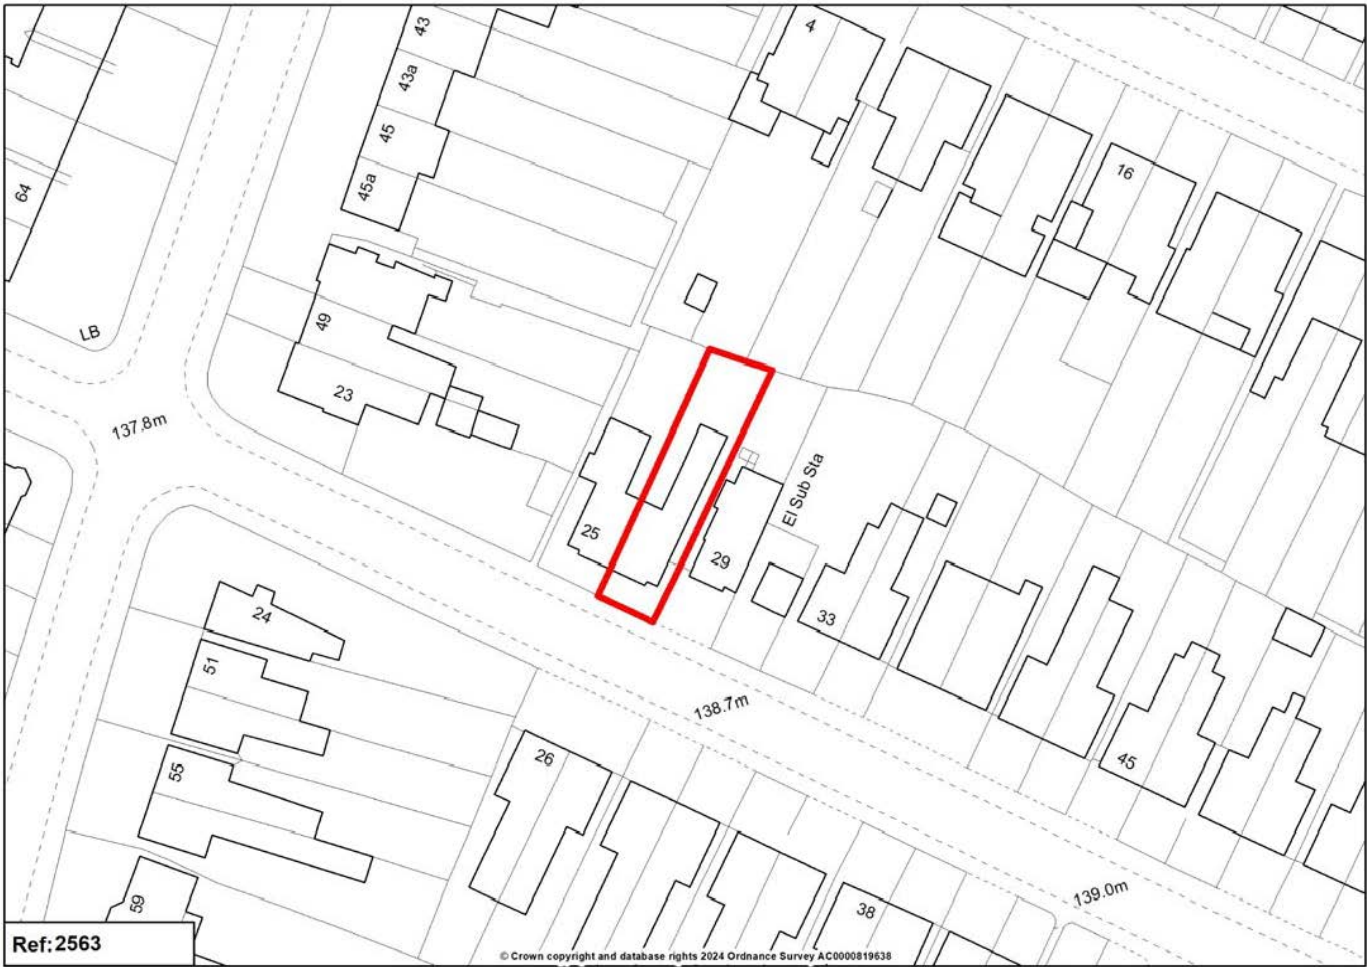 43
4
43a
45
16
45a
64
49
LB
23
137.8m
El Sub Sta
25
29
24
33
51
138.7m
26
45
55
139.0m
59
38
Ref:2563
© Crown copyright and database rights 2024 Ordnance Survey AC0000819638